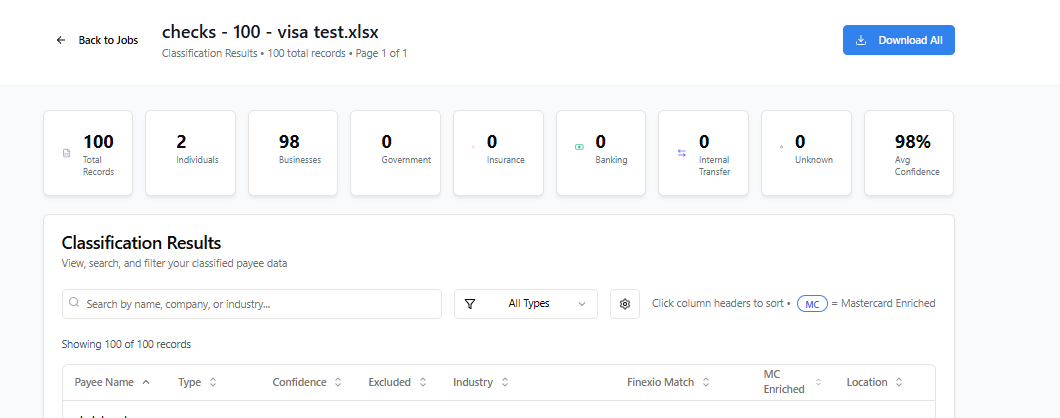 Back to Jobs
checks - 100 - visa test.xlsx
Classification Results • 100 total records • Page 1 of 1
Download All
100
Total
Records
2
Individuals
98
Businesses
0
Government
0
Insurance
0
Banking
0
Internal
Transfer
0
Unknown
98%
Avg
Confidence
Classification Results
View, search, and filter your classified payee data
Search by name, company, or industry...
All Types
Click column headers to sort • MC = Mastercard Enriched
Showing 100 of 100 records
Payee Name
Type
Confidence
Excluded
Industry
Finexio Match
MC
Enriched
Location